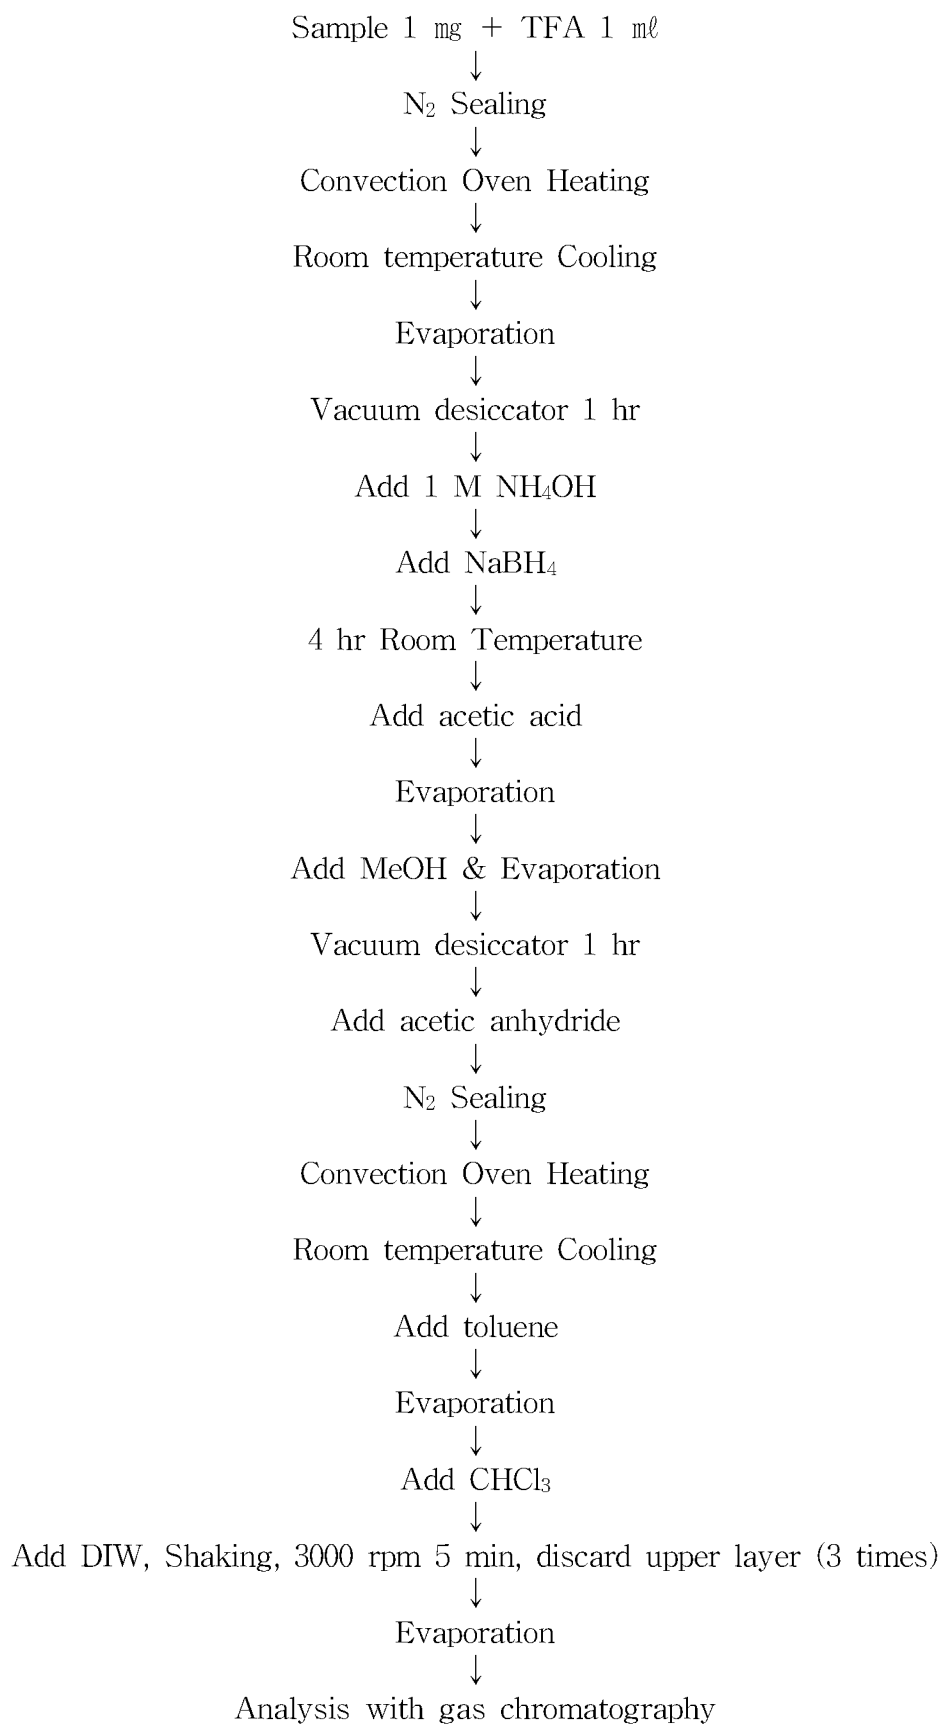 Sample 1 ㎎ + TFA 1 ㎖
↓
N₂ Sealing
↓
Convection Oven Heating
↓
Room temperature Cooling
↓
Evaporation
↓
Vacuum desiccator 1 hr
↓
Add 1 M NH₄OH
↓
Add NaBH₄
↓
4 hr Room Temperature
↓
Add acetic acid
↓
Evaporation
↓
Add MeOH & Evaporation
↓
Vacuum desiccator 1 hr
↓
Add acetic anhydride
↓
N₂ Sealing
↓
Convection Oven Heating
↓
Room temperature Cooling
↓
Add toluene
↓
Evaporation
↓
Add CHCl₃
↓
Add DIW, Shaking, 3000 rpm 5 min, discard upper layer (3 times)
↓
Evaporation
↓
Analysis with gas chromatography